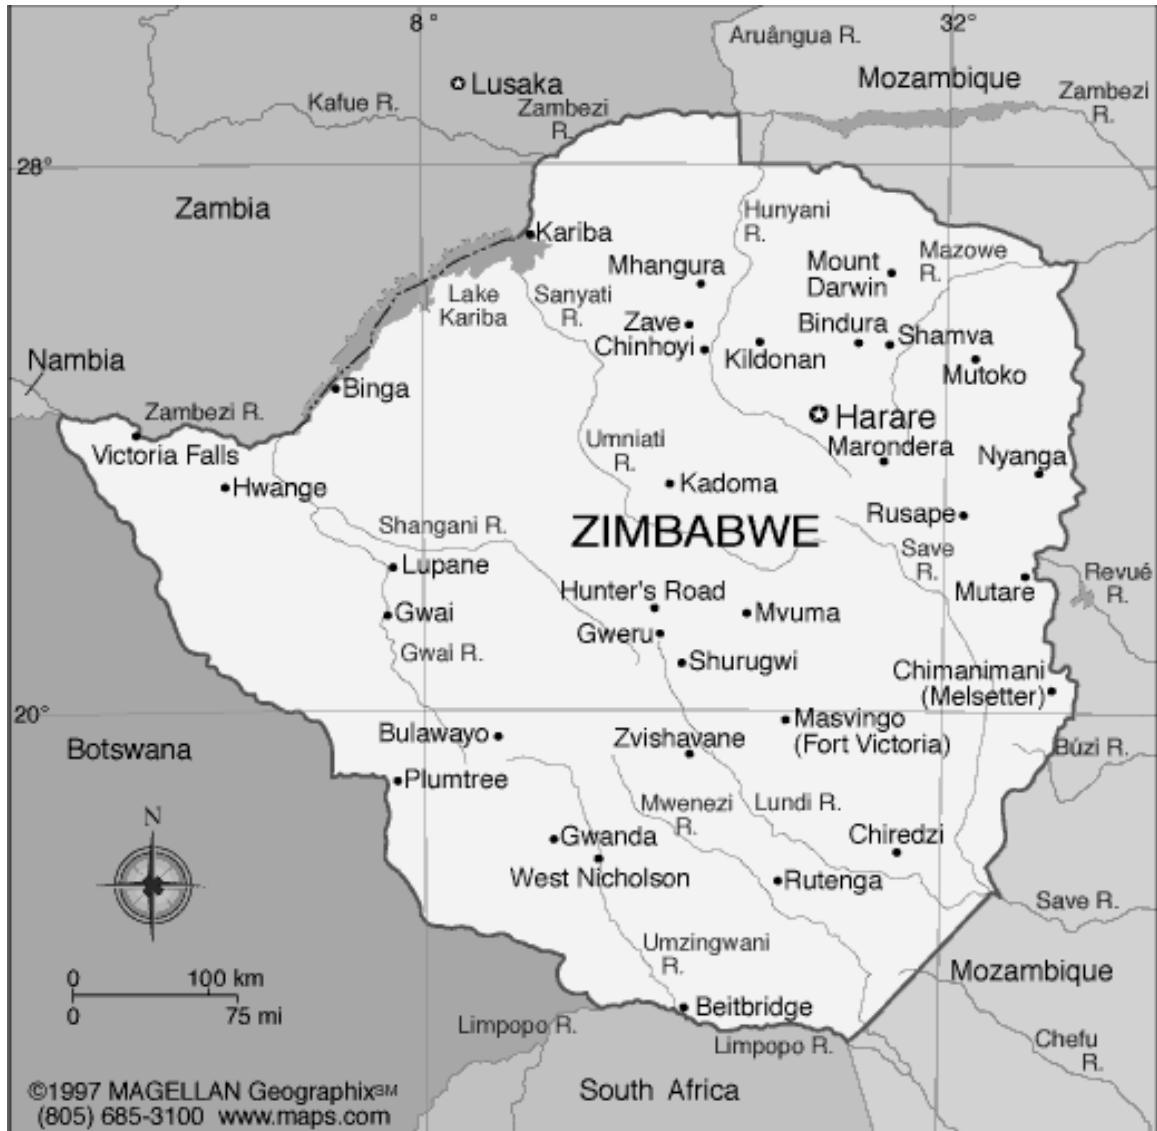 8 °
32°
Aruângua R.
Mozambique
Zambezi
R.
Lusaka
Kafue R.
Zambezi
R.
28°
Zambia
Hunyani
R.
Kariba
Mazowe
R.
Mhangura
Mount
Darwin
Lake
Kariba
Sanyati
R.
Zave
Chinhoyi
Bindura
Shamva
Kildonan
Mutoko
Nambia
Binga
Zambezi R.
Harare
Victoria Falls
Umniati
R.
Marondera
Nyanga
Hwange
Kadoma
Rusape
Shangani R.
ZIMBABWE
Save
R.
Lupane
Revué
R.
Hunter's Road
Mutare
Gwai
Mvuma
Gweru
Gwai R.
Shurugwi
Chimanimani
(Melsetter)
20°
Masvingo
(Fort Victoria)
Bulawayo
Zvishavane
Botswana
Búzi R.
Plumtree
Mwenezi
R.
Lundi R.
N
Gwanda
Chiredzi
West Nicholson
Rutenga
Save R.
Umzingwani
R.
0 100 km
0 75 mi
Mozambique
Beitbridge
Limpopo R.
Limpopo R.
Chefu
R.
South Africa
©1997 MAGELLAN Geographix℠
(805) 685-3100 www.maps.com